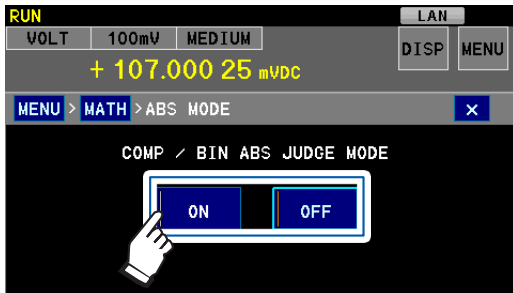 RUN LAN
VOLT 100mV MEDIUM DISP MENU
+ 107.000 25 mVDC
MENU > MATH >ABS MODE ×
COMP / BIN ABS JUDGE MODE
ON OFF